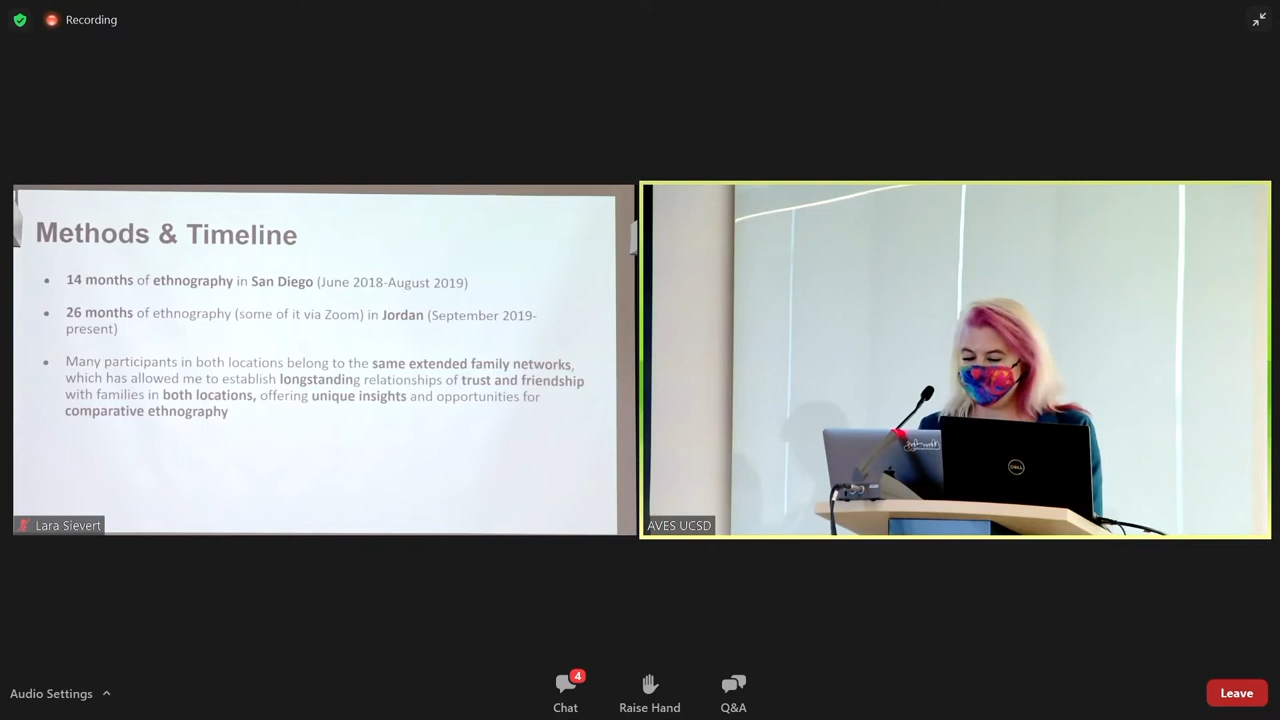 Recording
Methods & Timeline
14 months of ethnography in San Diego (June 2018-August 2019)
26 months of ethnography (some of it via Zoom) in Jordan (September 2019-
present)
Many participants in both locations belong to the same extended family networks,
which has allowed me to establish longstanding relationships of trust and friendship
with families in both locations, offering unique insights and opportunities for
comparative ethnography
Lara Sievert
DELL
AVES UCSD
Audio Settings
4
Chat
Raise Hand
Q&A
Leave